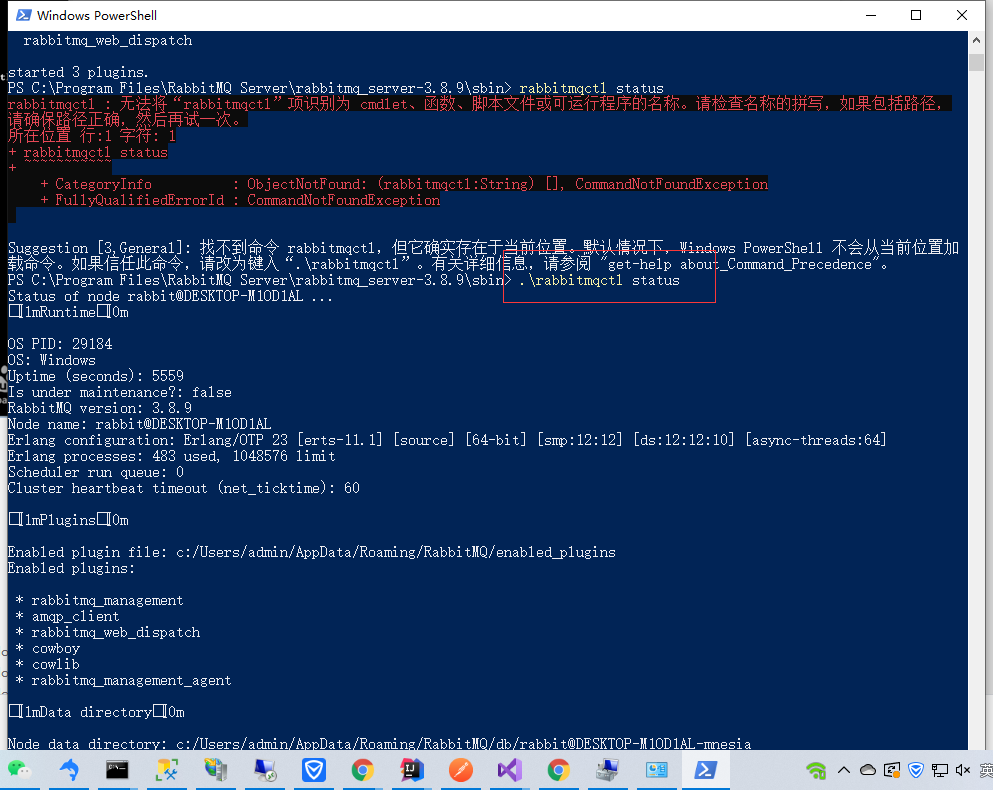 Windows PowerShell
rabbitmq_web_dispatch
started 3 plugins.
PS C:\Program Files\RabbitMQ Server\rabbitmq_server-3.8.9\sbin> rabbitmqctl status
rabbitmqctl : 无法将“rabbitmqctl”项识别为 cmdlet、函数、脚本文件或可运行程序的名称。请检查名称的拼写，如果包括路径，
请确保路径正确，然后再试一次。
所在位置 行:1 字符: 1
+ rabbitmqctl status
+ ~~~~~~~~~~~
+ CategoryInfo : ObjectNotFound: (rabbitmqctl:String) [], CommandNotFoundException
+ FullyQualifiedErrorId : CommandNotFoundException
Suggestion [3,General]: 找不到命令 rabbitmqctl，但它确实存在于当前位置。默认情况下，Windows PowerShell 不会从当前位置加
载命令。如果信任此命令，请改为键入“.\rabbitmqctl”。有关详细信息，请参阅 "get-help about_Command_Precedence"。
PS C:\Program Files\RabbitMQ Server\rabbitmq_server-3.8.9\sbin> .\rabbitmqctl status
Status of node rabbit@DESKTOP-M1OD1AL ...
[1mRuntime[0m
OS PID: 29184
OS: Windows
Uptime (seconds): 5559
Is under maintenance?: false
RabbitMQ version: 3.8.9
Node name: rabbit@DESKTOP-M1OD1AL
Erlang configuration: Erlang/OTP 23 [erts-11.1] [source] [64-bit] [smp:12:12] [ds:12:12:10] [async-threads:64]
Erlang processes: 483 used, 1048576 limit
Scheduler run queue: 0
Cluster heartbeat timeout (net_ticktime): 60
[1mPlugins[0m
Enabled plugin file: c:/Users/admin/AppData/Roaming/RabbitMQ/enabled_plugins
Enabled plugins:
* rabbitmq_management
* amqp_client
* rabbitmq_web_dispatch
* cowboy
* cowlib
* rabbitmq_management_agent
[1mData directory[0m
Node data directory: c:/Users/admin/AppData/Roaming/RabbitMQ/db/rabbit@DESKTOP-M1OD1AL-mnesia
英